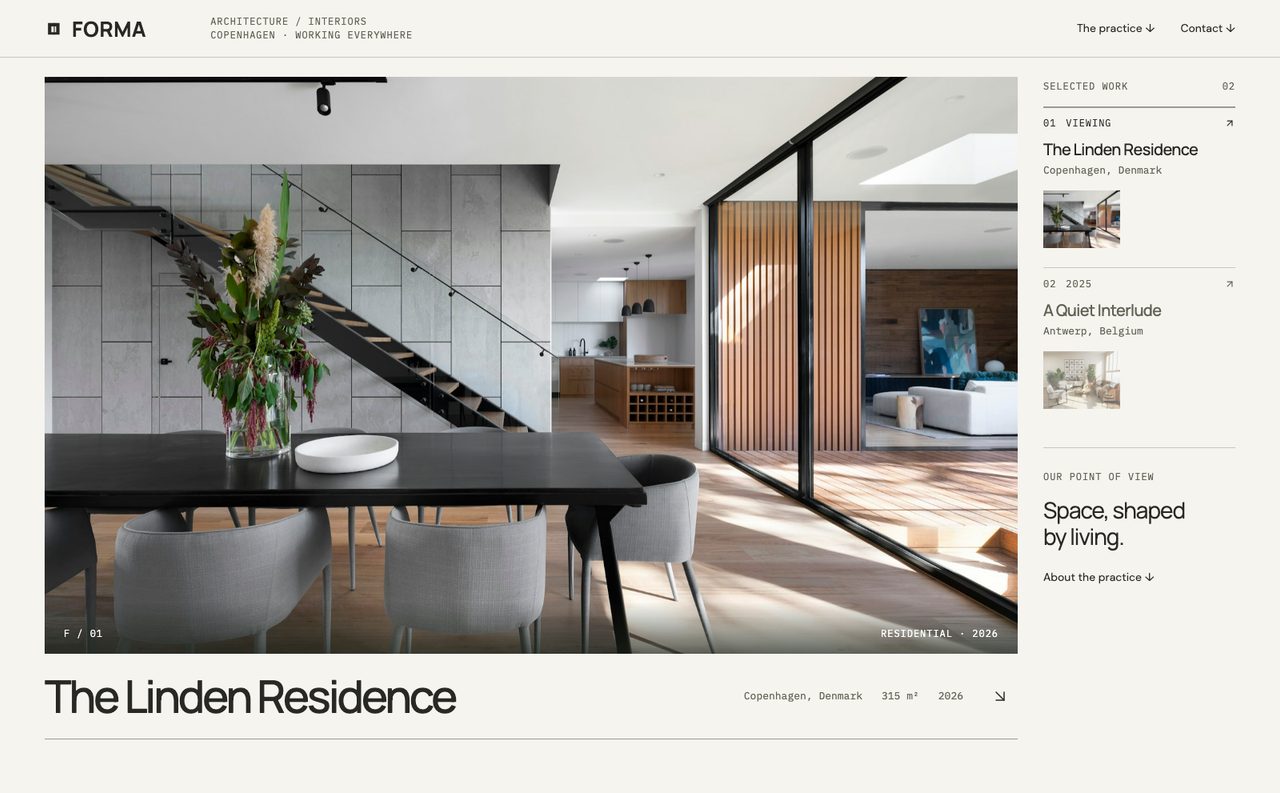 FORMA
ARCHITECTURE / INTERIORS
COPENHAGEN · WORKING EVERYWHERE
The practice ↓
Contact ↓
F / 01
RESIDENTIAL · 2026
The Linden Residence
Copenhagen, Denmark 315 m² 2026 ↘
SELECTED WORK 02
01 VIEWING ↗
The Linden Residence
Copenhagen, Denmark
02 2025 ↗
A Quiet Interlude
Antwerp, Belgium
OUR POINT OF VIEW
Space, shaped
by living.
About the practice ↓